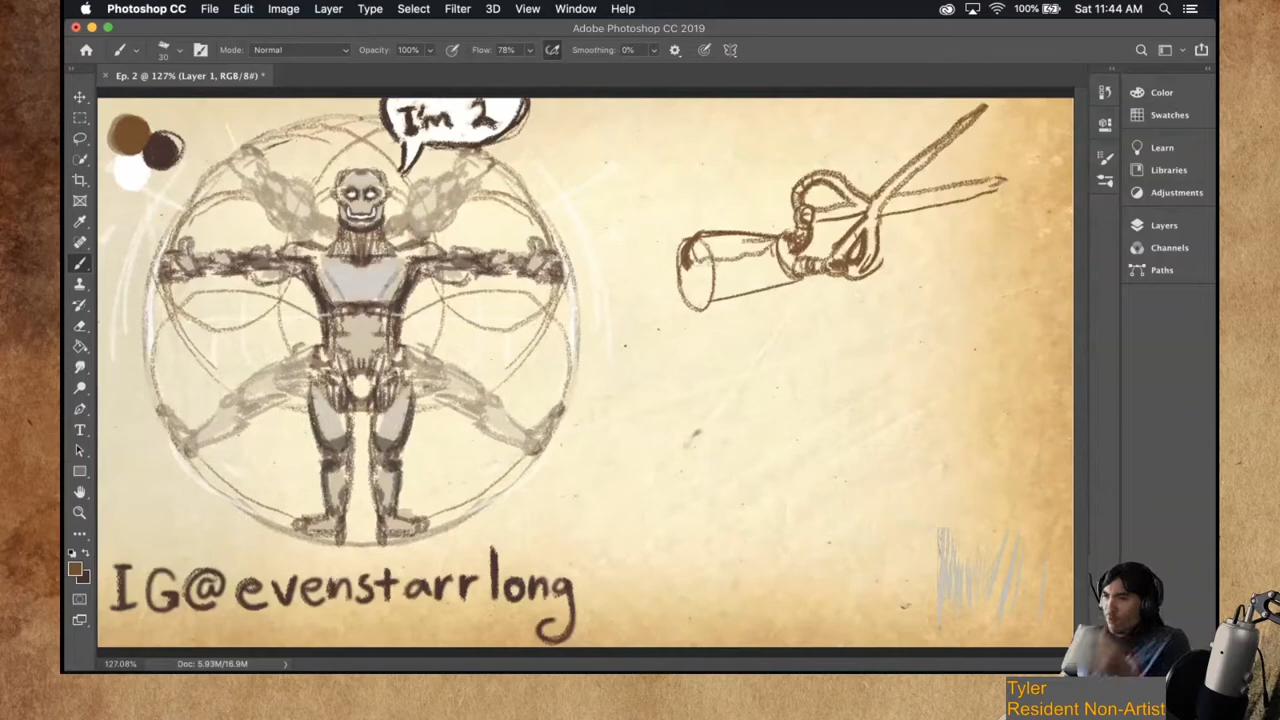 Photoshop CC File Edit Image Layer Type Select Filter 3D View Window Help 100% Sat 11:44 AM
Adobe Photoshop CC 2019
30 Mode: Normal Opacity: 100% Flow: 78% Smoothing: 0%
× Ep. 2 @ 127% (Layer 1, RGB/8#) *
Color
Swatches
Learn
Libraries
Adjustments
Layers
Channels
Paths
I'm 2
IG@evenstarrlong
127.08% Doc: 5.93M/16.9M
Tyler
Resident Non-Artist